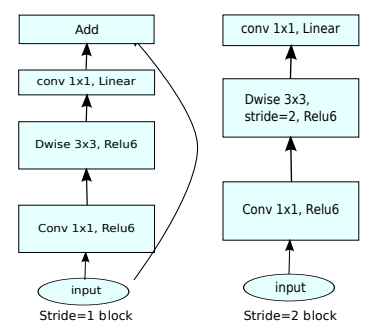 Add
conv 1x1, Linear
Dwise 3x3, Relu6
Conv 1x1, Relu6
input
Stride=1 block
conv 1x1, Linear
Dwise 3x3,
stride=2, Relu6
Conv 1x1, Relu6
input
Stride=2 block